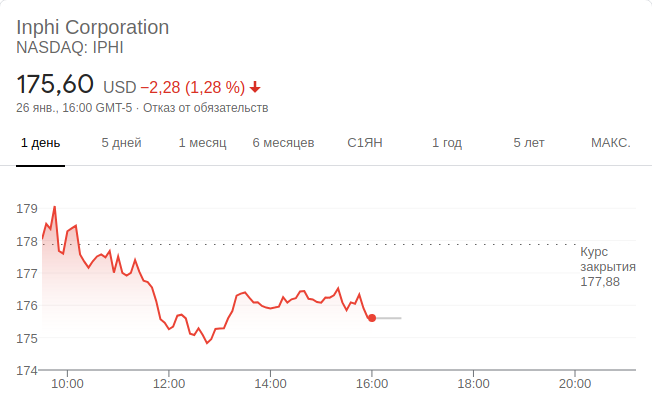 Inphi Corporation
NASDAQ: IPHI
175,60 USD −2,28 (1,28 %)
26 янв., 16:00 GMT-5 · Отказ от обязательств
1 день 5 дней 1 месяц 6 месяцев С1ЯН 1 год 5 лет МАКС.
179
178
Курс
закрытия
177,88
177
176
175
174
10:00 12:00 14:00 16:00 18:00 20:00